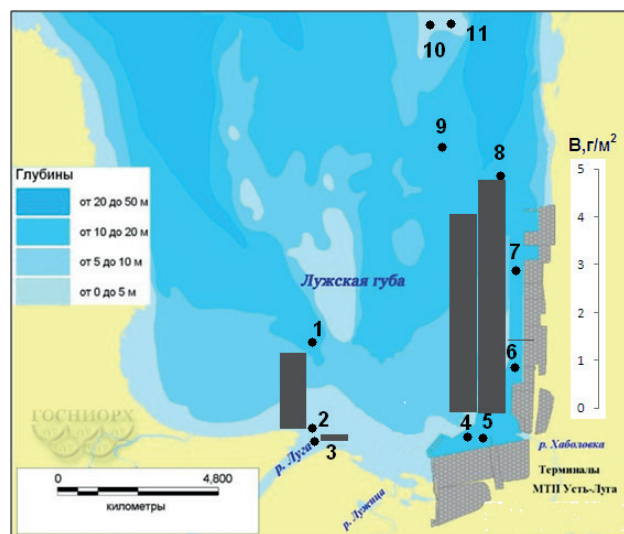 10 11
9
8
В,г/м²
5
4
3
2
1
0
Глубины
от 20 до 50 м
от 10 до 20 м
от 5 до 10 м
от 0 до 5 м
Лужская губа
7
1
6
ГОСНИОРХ
2
3
4 5
р. Луга
р. Хаболовка
0 4,800
километры
р. Лужица
Терминалы
МТП Усть-Луга